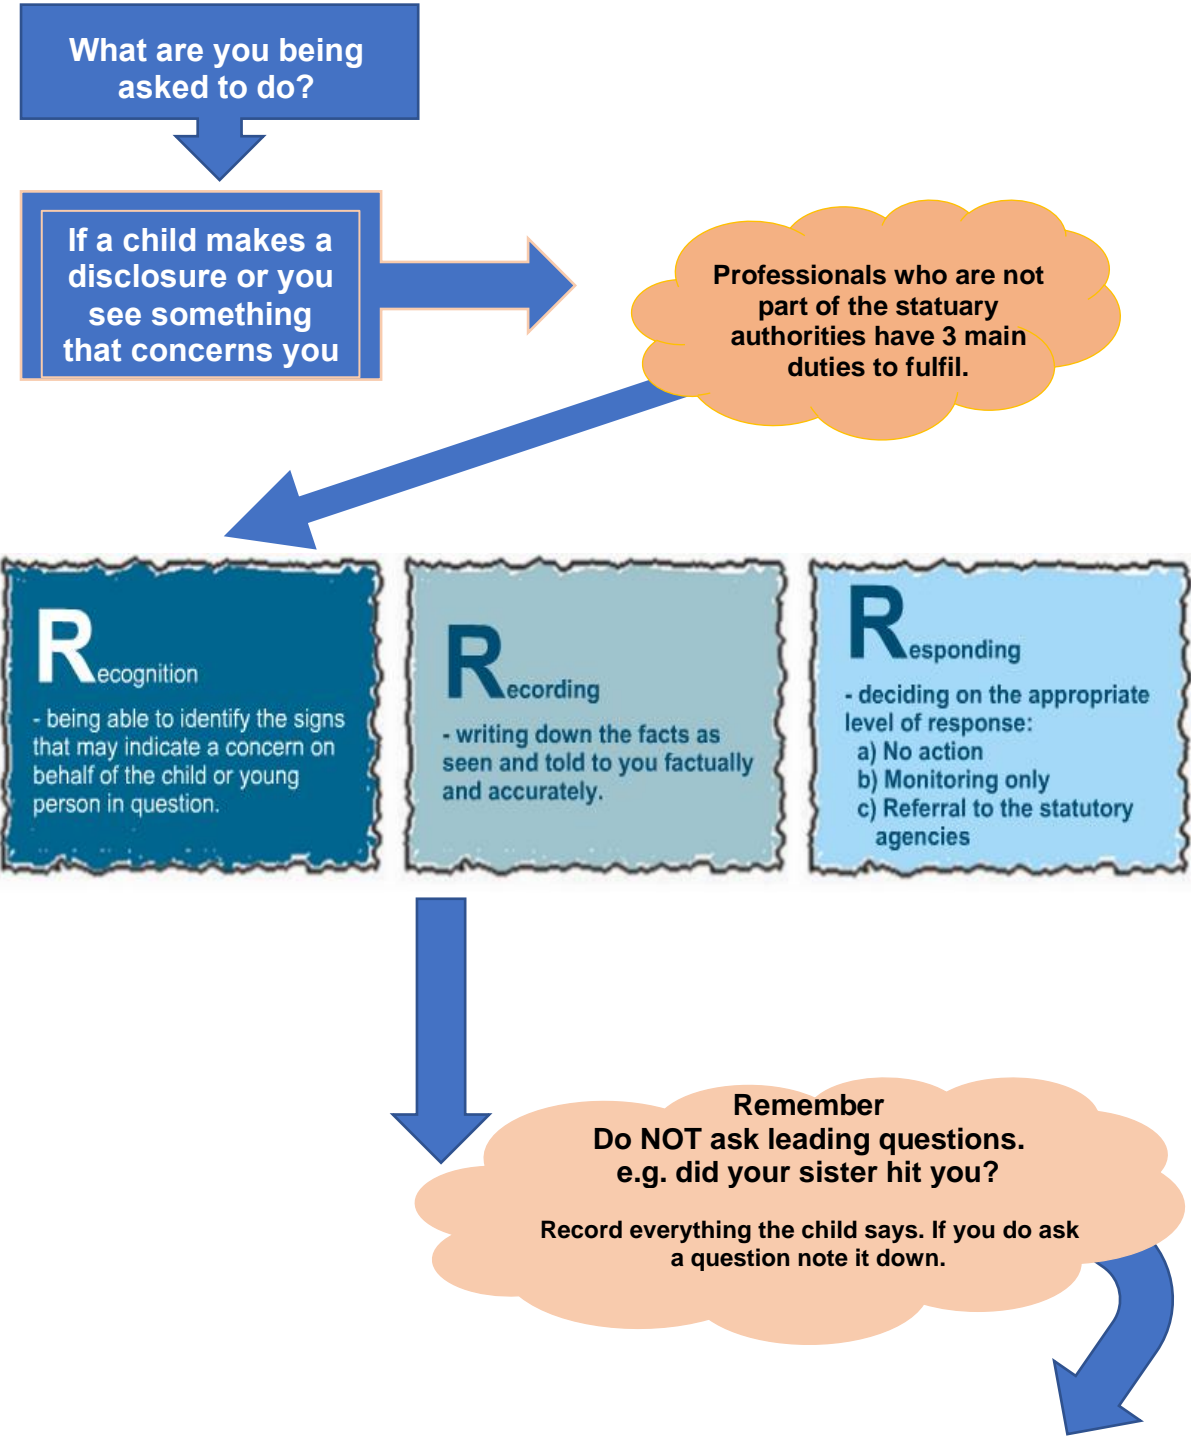 What are you being
asked to do?
If a child makes a
disclosure or you
see something
that concerns you
Professionals who are not
part of the statuary
authorities have 3 main
duties to fulfil.
Recognition
- being able to identify the signs
that may indicate a concern on
behalf of the child or young
person in question.
Recording
- writing down the facts as
seen and told to you factually
and accurately.
Responding
- deciding on the appropriate
level of response:
a) No action
b) Monitoring only
c) Referral to the statutory
agencies
Remember
Do NOT ask leading questions.
e.g. did your sister hit you?
Record everything the child says. If you do ask
a question note it down.